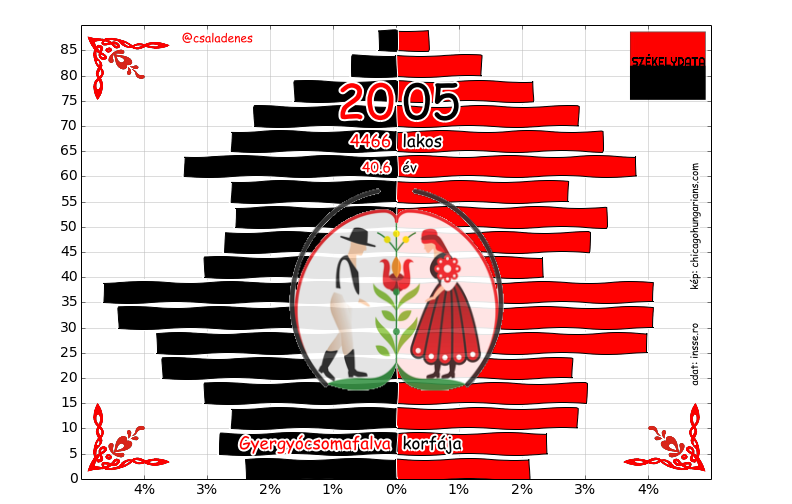 @csaladenes
SZÉKELYDATA
2005
4466 lakos
40.6 év
kép: chicagohungarians.com
adat: insse.ro
Gyergyócsomafalva korfája
85
80
75
70
65
60
55
50
45
40
35
30
25
20
15
10
5
0
4% 3% 2% 1% 0% 1% 2% 3% 4%